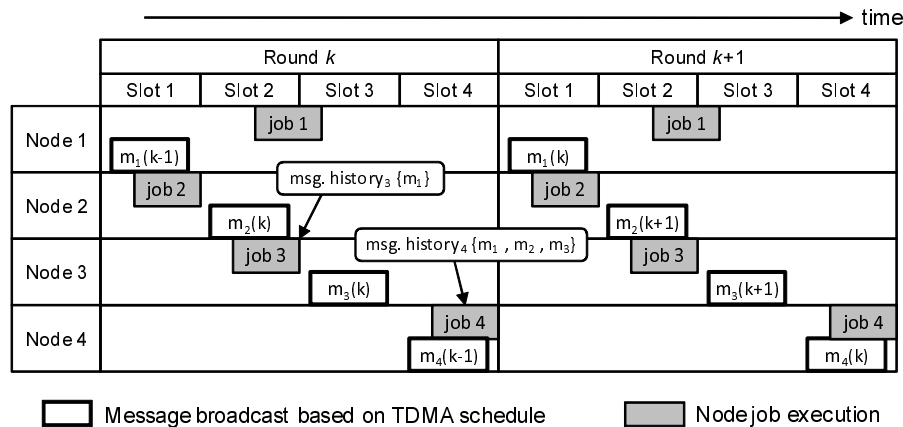 time
Round k Round k+1
Slot 1 Slot 2 Slot 3 Slot 4 Slot 1 Slot 2 Slot 3 Slot 4
Node 1 job 1 job 1
m₁(k-1) m₁(k)
job 2 msg. history₃ {m₁} job 2
Node 2
m₂(k) m₂(k+1)
job 3 msg. history₄ {m₁ , m₂ , m₃} job 3
Node 3
m₃(k) m₃(k+1)
job 4 job 4
Node 4
m₄(k-1) m₄(k)
Message broadcast based on TDMA schedule Node job execution